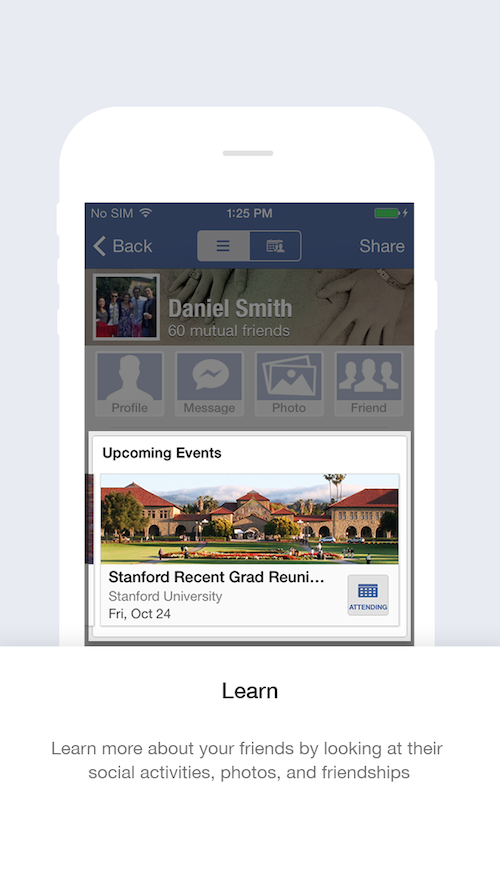 No SIM 1:25 PM
Back Share
Daniel Smith
60 mutual friends
Profile Message Photo Friend
Upcoming Events
Stanford Recent Grad Reuni...
Stanford University
Fri, Oct 24
ATTENDING
Learn
Learn more about your friends by looking at their
social activities, photos, and friendships